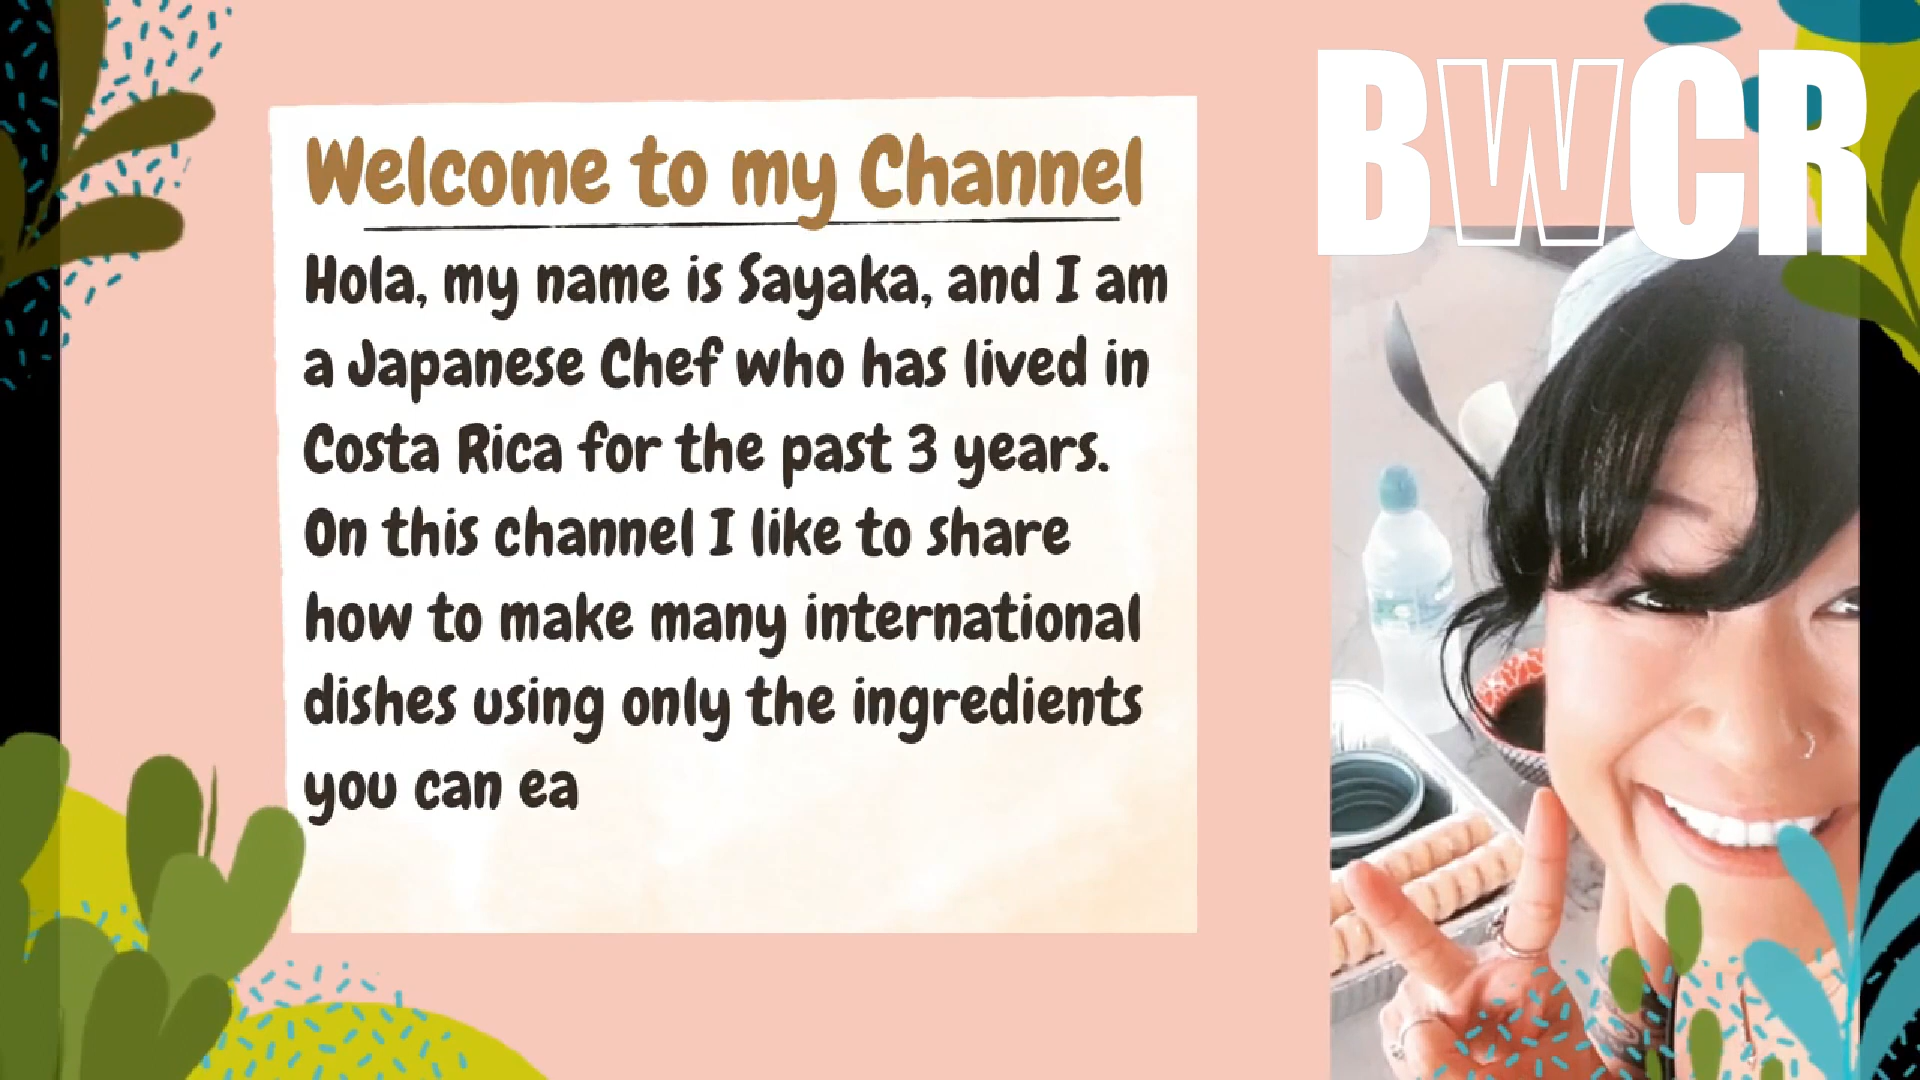 BWCR
Welcome to my Channel
Hola, my name is Sayaka, and I am
a Japanese Chef who has lived in
Costa Rica for the past 3 years.
On this channel I like to share
how to make many international
dishes using only the ingredients
you can ea